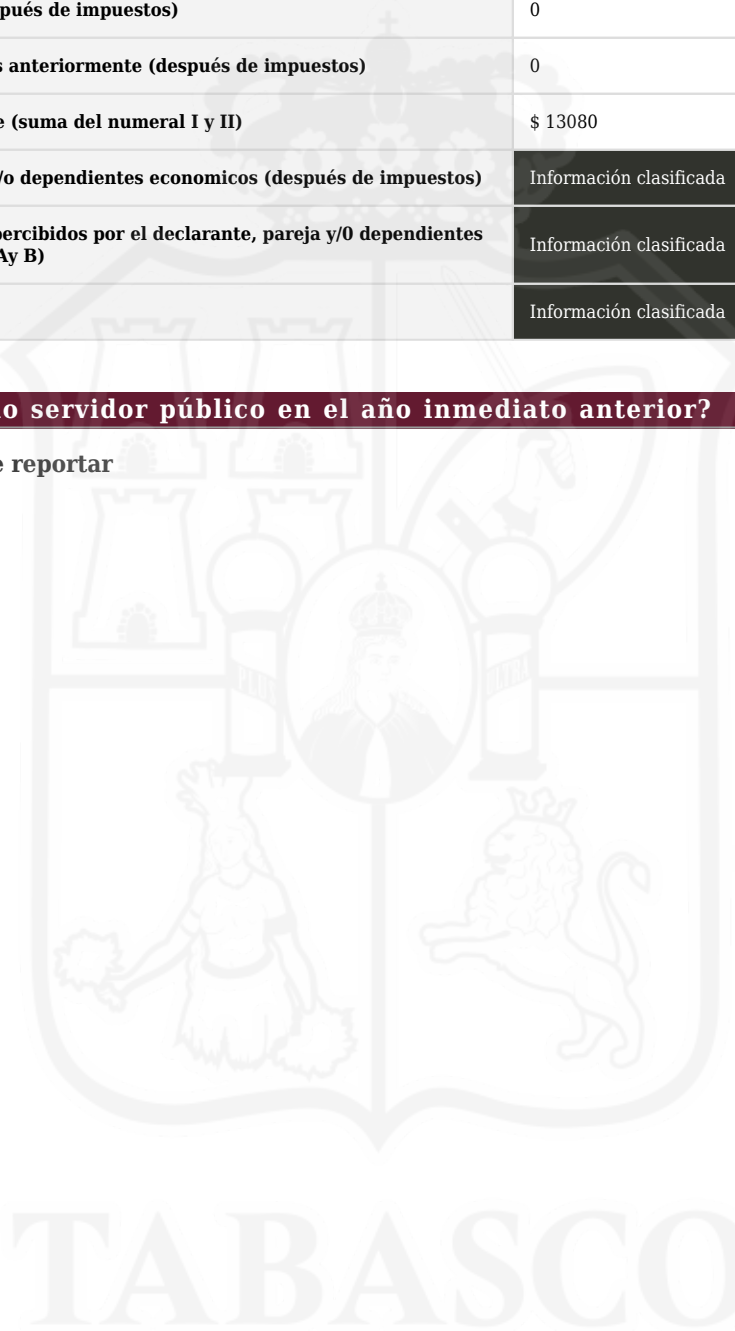 pués de impuestos)
0
s anteriormente (después de impuestos)
0
e (suma del numeral I y II)
$ 13080
/o dependientes economicos (después de impuestos)
Información clasificada
percibidos por el declarante, pareja y/0 dependientes
Ay B)
Información clasificada
Información clasificada
o servidor público en el año inmediato anterior?
e reportar
PLUS
ULTRA
TABASCO